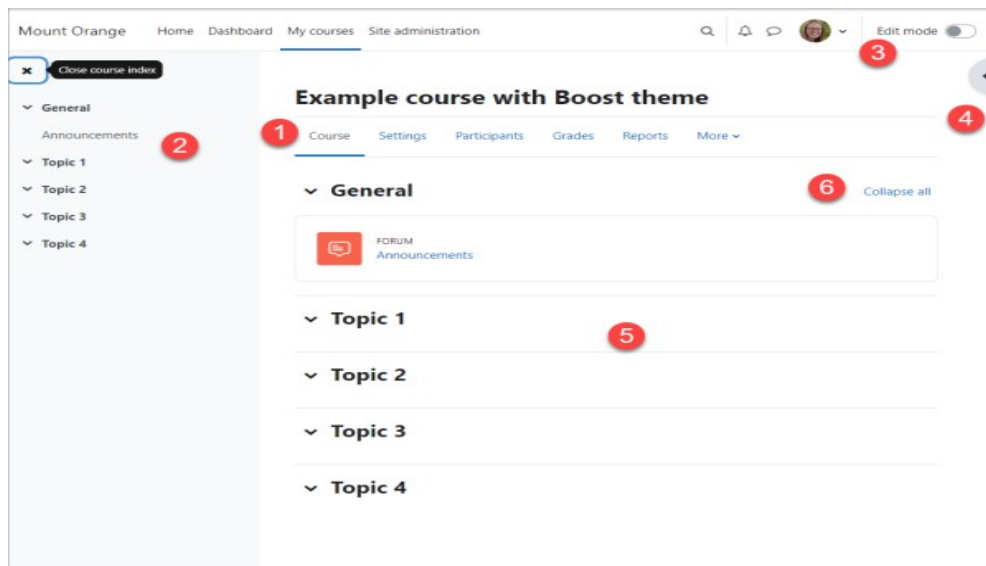 Mount Orange Home Dashboard My courses Site administration Edit mode
3
Close course index
General
Announcements
2
Topic 1
Topic 2
Topic 3
Topic 4
Example course with Boost theme
4
1 Course Settings Participants Grades Reports More
General
6 Collapse all
FORUM
Announcements
Topic 1
5
Topic 2
Topic 3
Topic 4